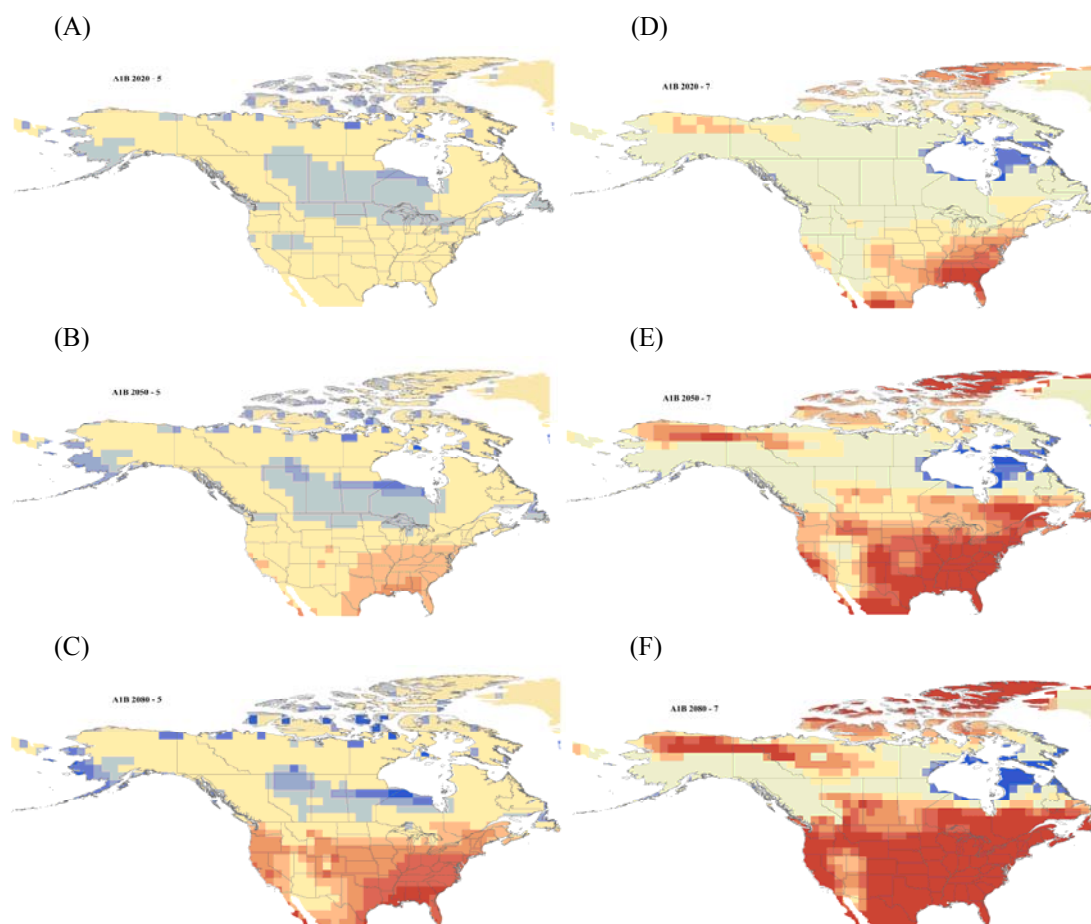 (A)
(D)
A1B 2020 - 5
A1B 2020 - 7
(B)
(E)
A1B 2050 - 5
A1B 2050 - 7
(C)
(F)
A1B 2080 - 5
A1B 2080 - 7